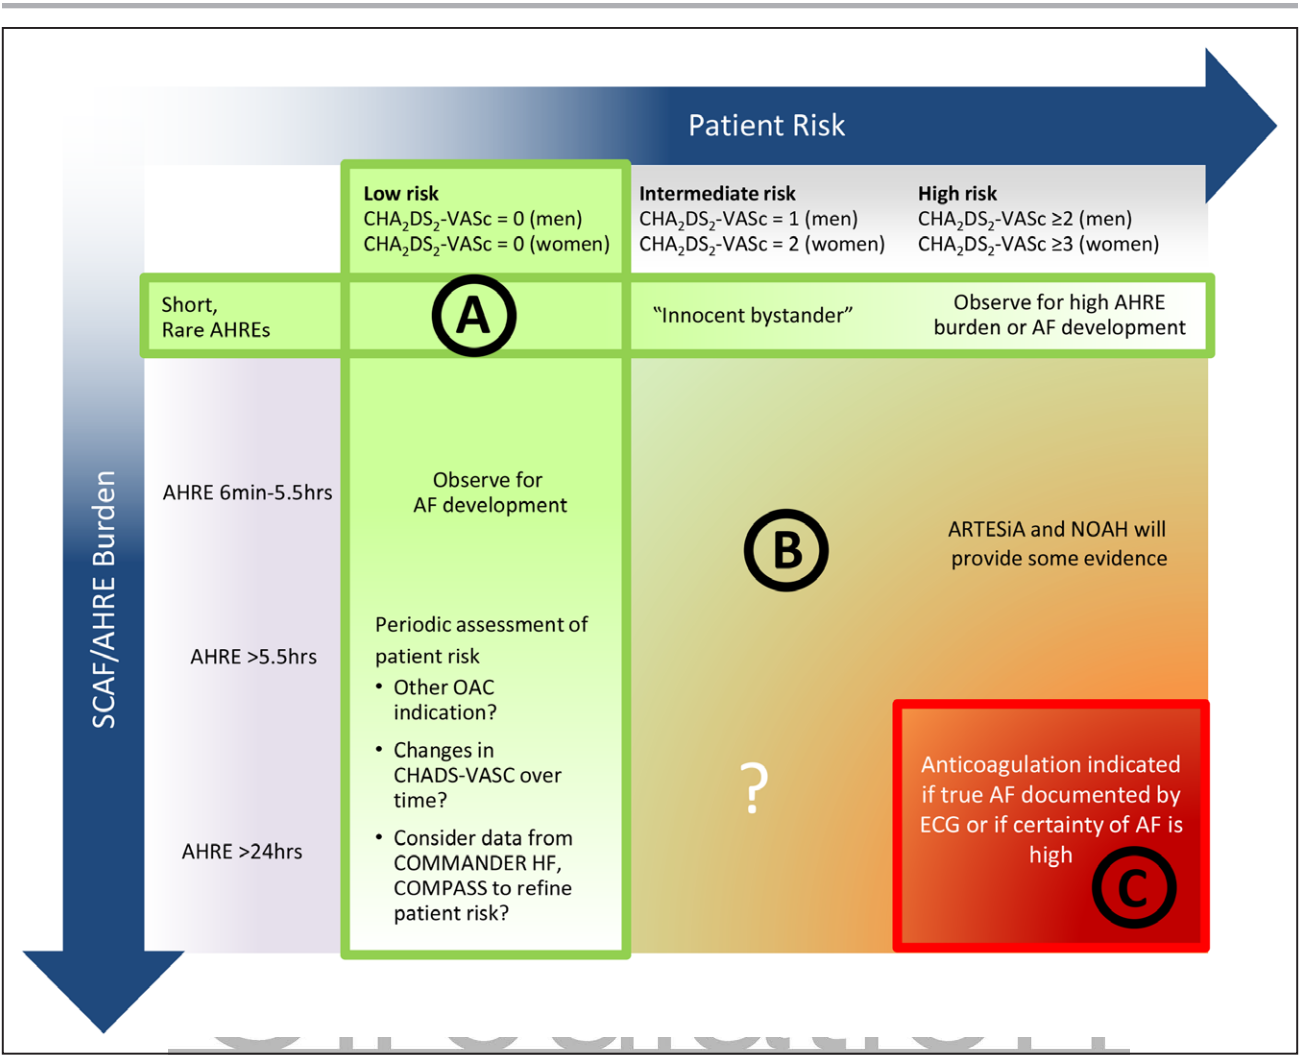 Patient Risk
Low risk
CHA₂DS₂-VASc = 0 (men)
CHA₂DS₂-VASc = 0 (women)
Intermediate risk
CHA₂DS₂-VASc = 1 (men)
CHA₂DS₂-VASc = 2 (women)
High risk
CHA₂DS₂-VASc ≥2 (men)
CHA₂DS₂-VASc ≥3 (women)
Short,
Rare AHREs
A
"Innocent bystander"
Observe for high AHRE
burden or AF development
SCAF/AHRE Burden
AHRE 6min-5.5hrs
Observe for
AF development
B
ARTESiA and NOAH will
provide some evidence
AHRE >5.5hrs
Periodic assessment of
patient risk
• Other OAC
indication?
• Changes in
CHADS-VASC over
time?
AHRE >24hrs
• Consider data from
COMMANDER HF,
COMPASS to refine
patient risk?
?
Anticoagulation indicated
if true AF documented by
ECG or if certainty of AF is
high
C